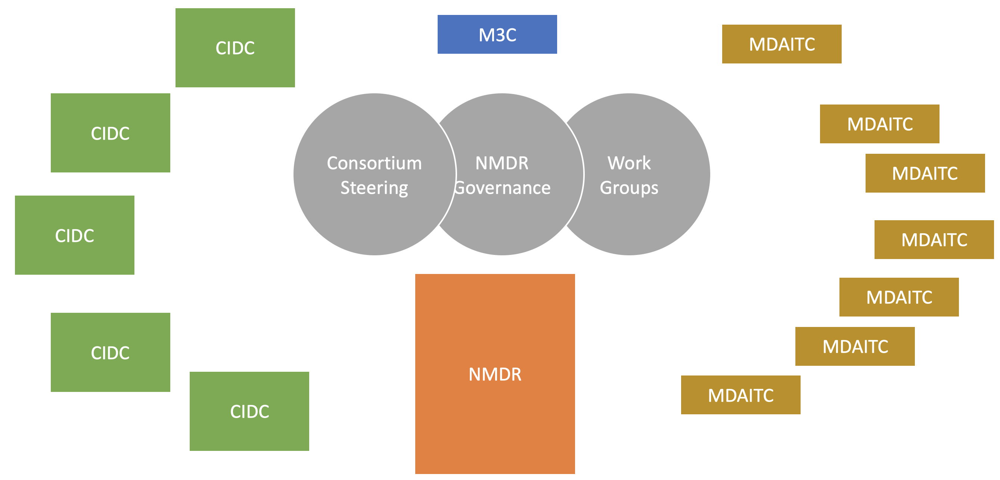 CIDC
CIDC
CIDC
CIDC
CIDC
M3C
Consortium
Steering
NMDR
Governance
Work
Groups
NMDR
MDAITC
MDAITC
MDAITC
MDAITC
MDAITC
MDAITC
MDAITC